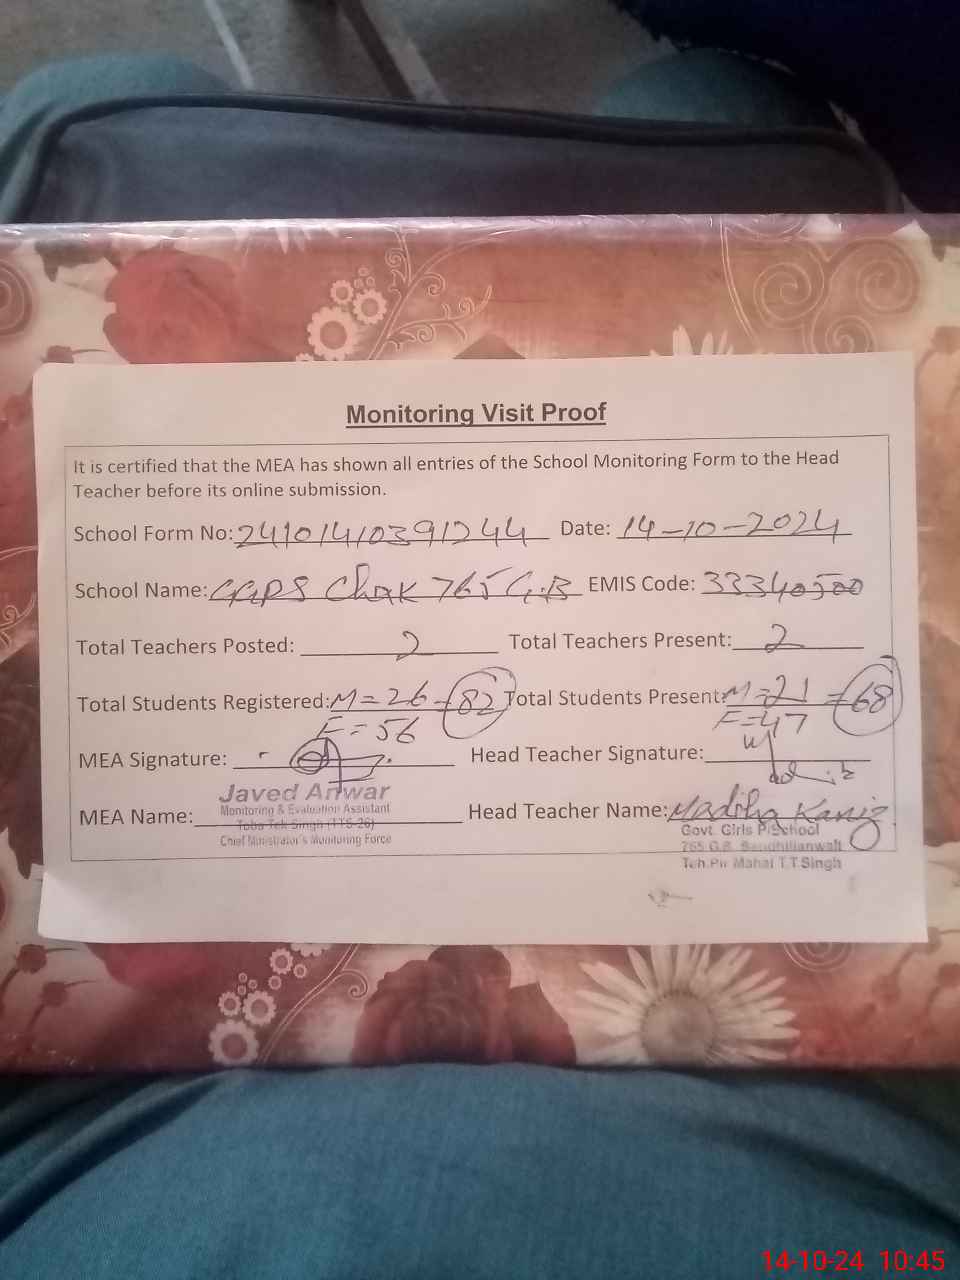 Monitoring Visit Proof
It is certified that the MEA has shown all entries of the School Monitoring Form to the Head
Teacher before its online submission.
School Form No: 24101410391244 Date: 14-10-2024
School Name: GGPS Chak 765 G.B EMIS Code: 33340500
Total Teachers Posted: 2 Total Teachers Present: 2
Total Students Registered: M=26 -82 Total Students Present: M=21 =68
F=56 F=47
MEA Signature: Head Teacher Signature:
Javed Anwar
MEA Name: Monitoring & Evaluation Assistant Head Teacher Name: Madiha Kaniz
Toba Tek Singh (TTS-26)
Chief Ministrator's Monitoring Force
Govt. Girls P/School
765 G.B. Sandhilianwali
Teh.Pir Mahal T.T.Singh
14-10-24 10:45